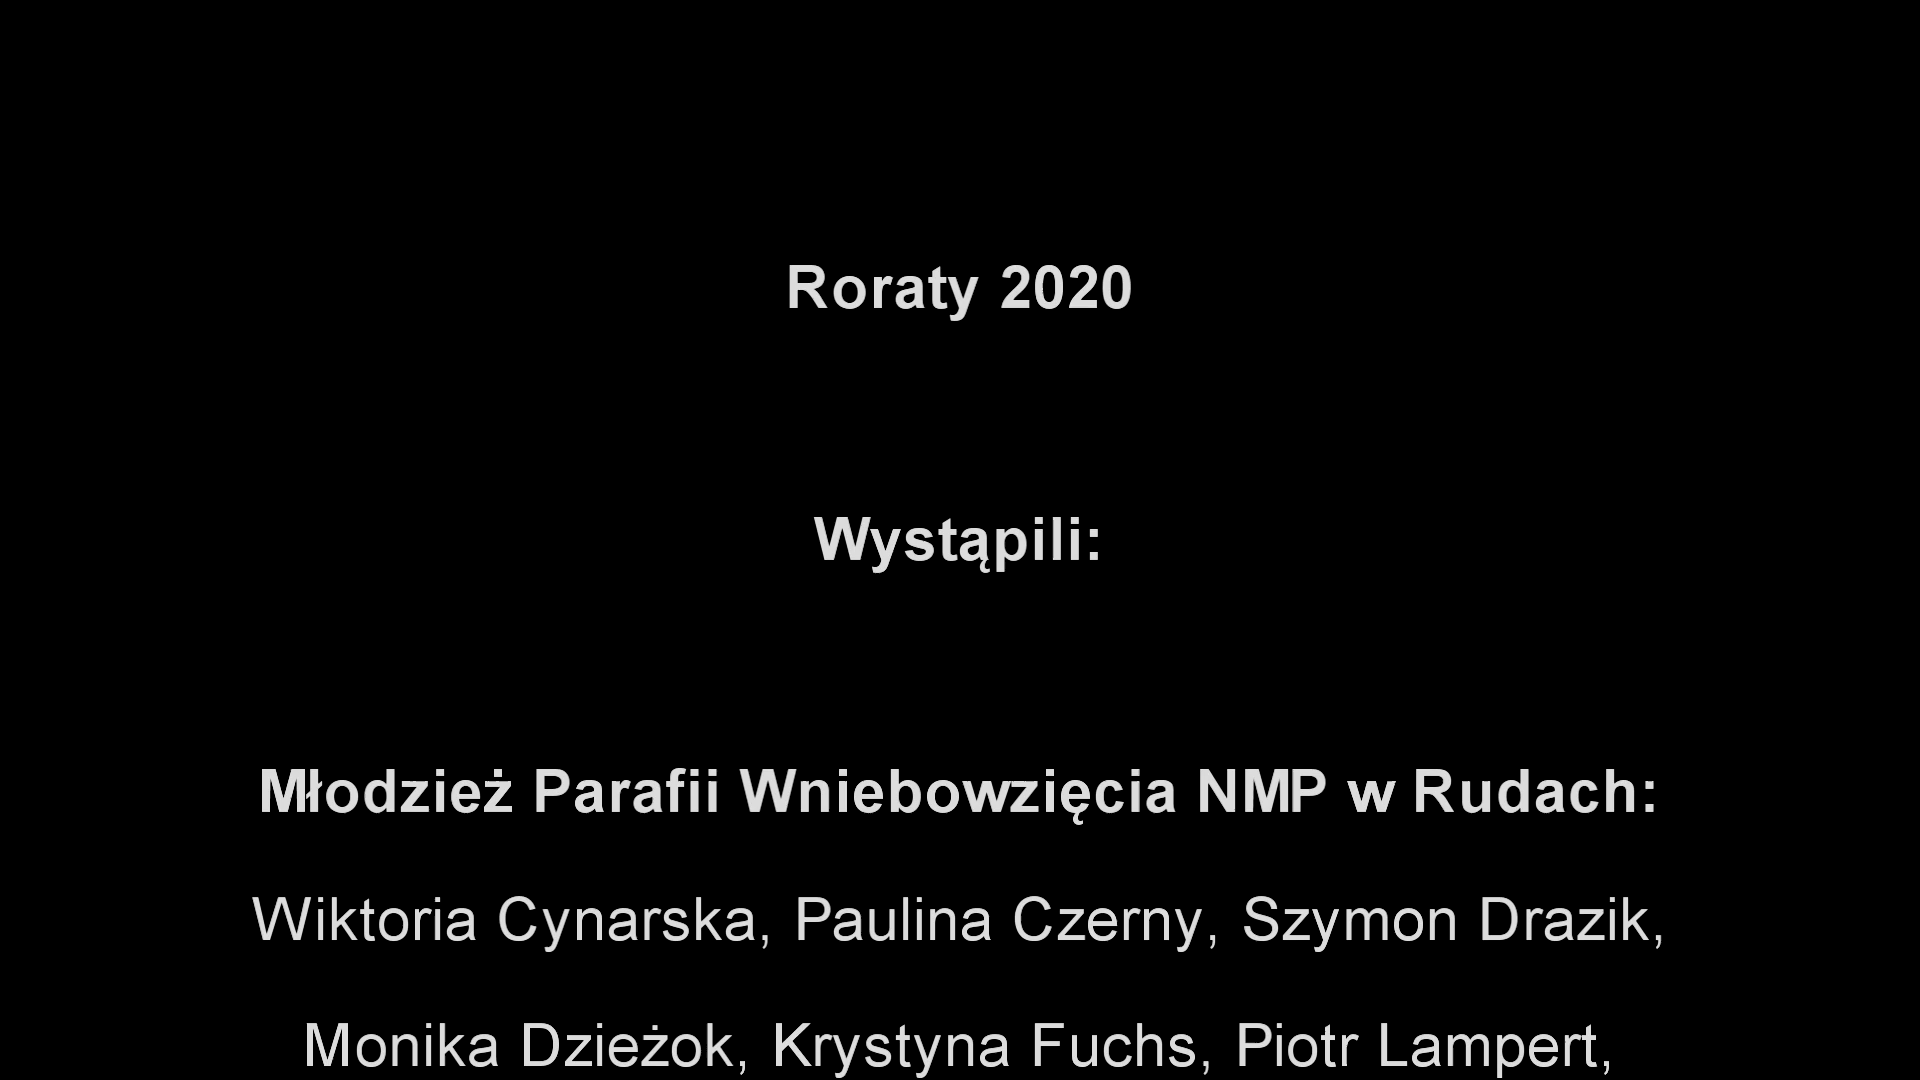 Roraty 2020
Wystąpili:
Młodzież Parafii Wniebowzięcia NMP w Rudach:
Wiktoria Cynarska, Paulina Czerny, Szymon Drazik,
Monika Dzieżok, Krystyna Fuchs, Piotr Lampert,